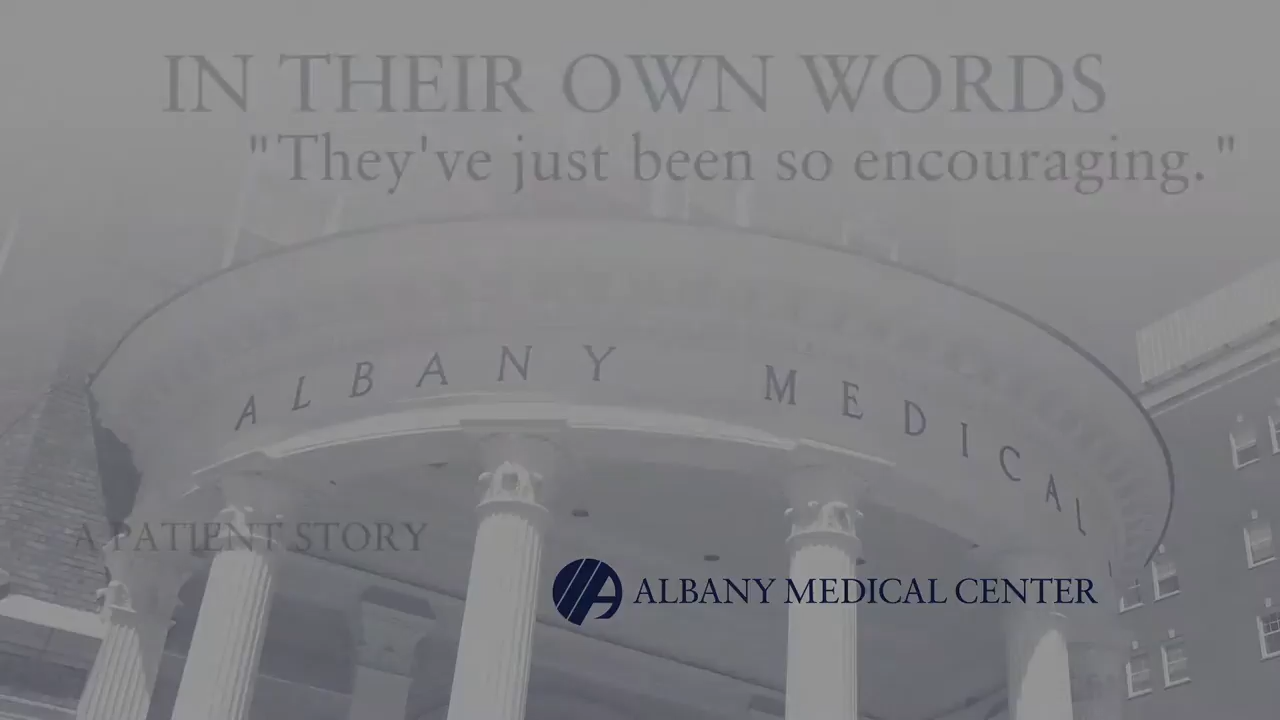 IN THEIR OWN WORDS
"They've just been so encouraging."
ALBANY MEDICAL
A PATIENT STORY
ALBANY MEDICAL CENTER